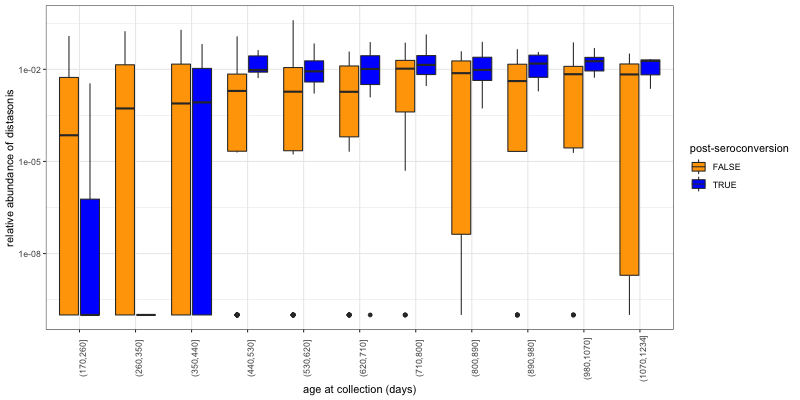 relative abundance of distasonis
1e-02
1e-05
1e-08
(170,260]
(260,350]
(350,440]
(440,530]
(530,620]
(620,710]
(710,800]
(800,890]
(890,980]
(980,1070]
(1070,1234]
age at collection (days)
post-seroconversion
FALSE
TRUE